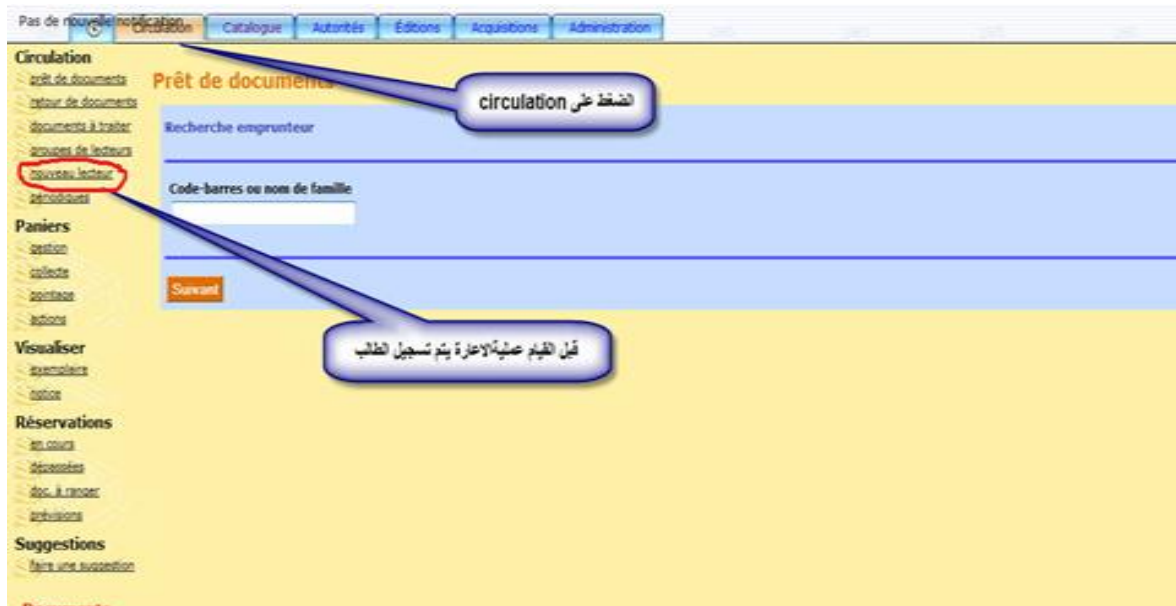 Pas de nouvelle notification
Circulation Catalogue Autorités Éditions Acquisitions Administration
Circulation
prêt de documents
retour de documents
documents à traiter
groupes de lecteurs
nouveau lecteur
périodiques
Paniers
gestion
collecte
pointage
actions
Visualiser
exemplaire
notice
Réservations
en cours
dépassées
doc. à ranger
prévisions
Suggestions
faire une suggestion
Prêt de documents
Recherche emprunteur
Code-barres ou nom de famille
Suivant
الضغط على circulation
قبل القيام عمليةالاعارة يتم تسجيل الطالب